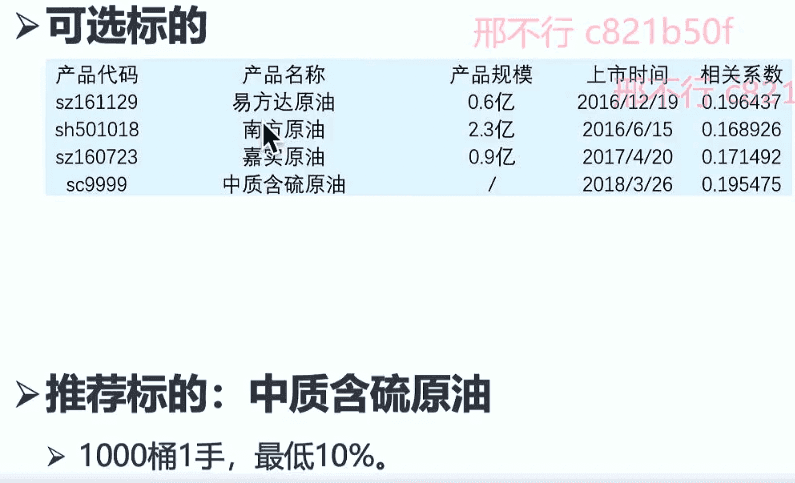 ➢可选标的
邢不行 c821b50f
产品代码 产品名称 产品规模 上市时间 相关系数
邢不行 c821
sz161129 易方达原油 0.6亿 2016/12/19 0.196437
sh501018 南方原油 2.3亿 2016/6/15 0.168926
sz160723 嘉实原油 0.9亿 2017/4/20 0.171492
sc9999 中质含硫原油 / 2018/3/26 0.195475
➢推荐标的：中质含硫原油
➢ 1000桶1手，最低10%。